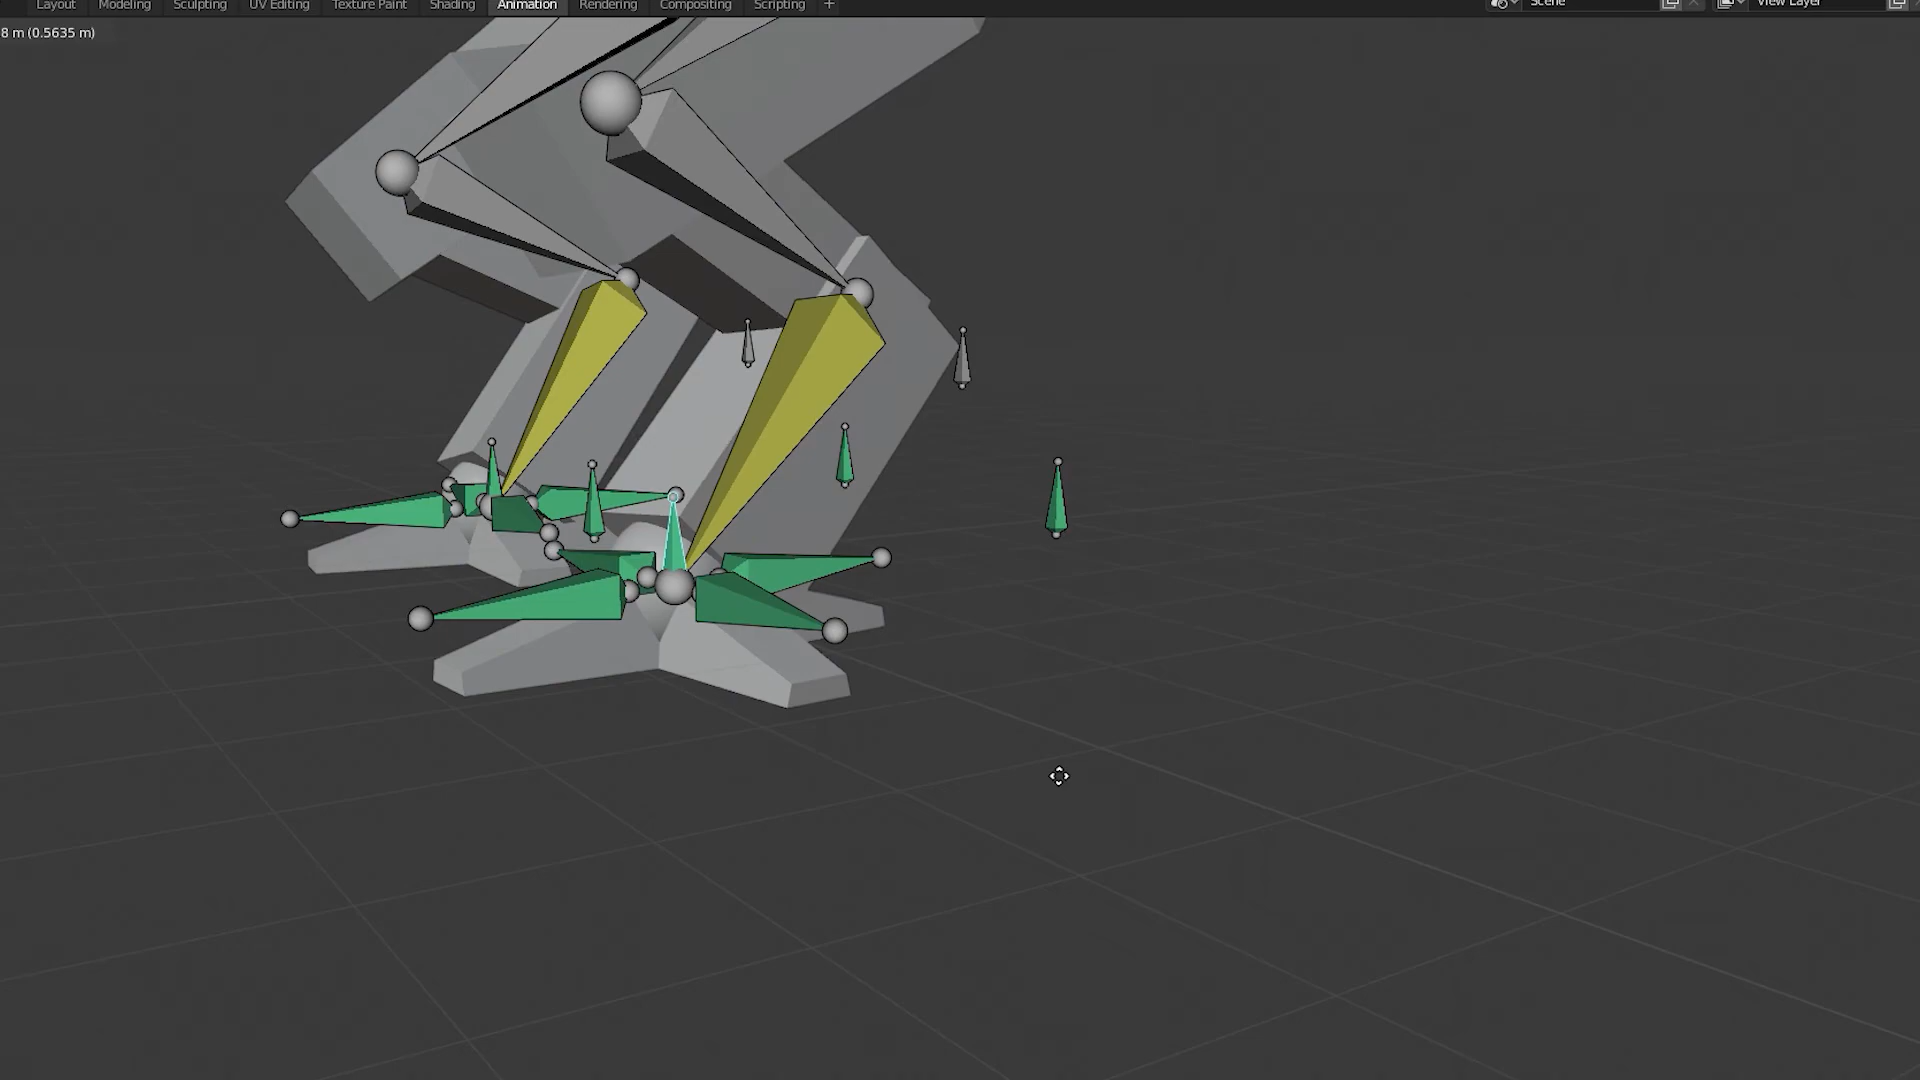 Layout Modeling Sculpting UV Editing Texture Paint Shading Animation Rendering Compositing Scripting + Scene View Layer
8 m (0.5635 m)